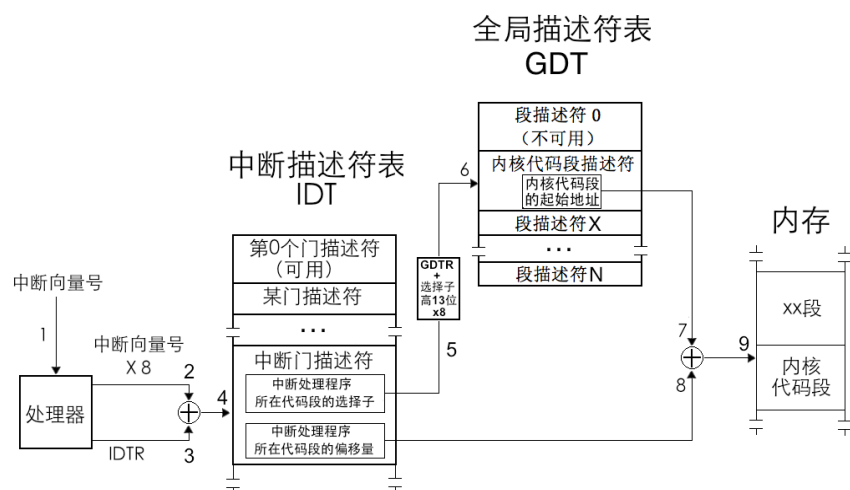 全局描述符表
GDT
段描述符 0
（不可用）
内核代码段描述符
内核代码段
的起始地址
段描述符X
...
段描述符N
中断描述符表
IDT
第0个门描述符
（可用）
某门描述符
...
中断门描述符
中断处理程序
所在代码段的选择子
中断处理程序
所在代码段的偏移量
GDTR
+
选择子
高13位
x8
中断向量号
1
处理器
中断向量号
X 8
2
IDTR
3
4
5
6
7
8
9
内存
xx段
内核
代码段